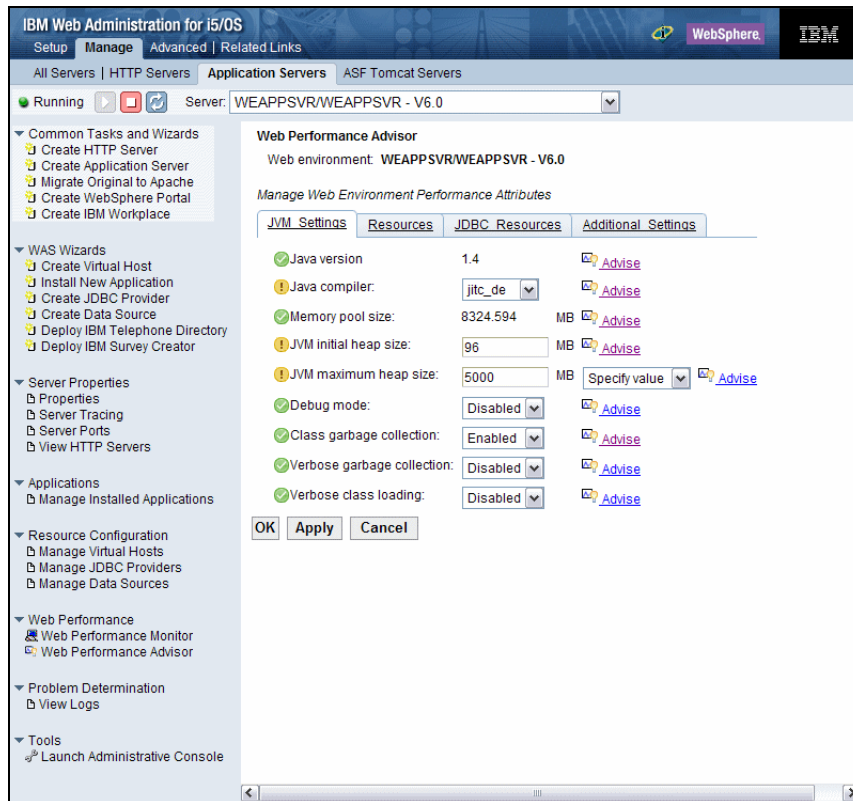 IBM Web Administration for i5/OS
WebSphere.
IBM
Setup Manage Advanced | Related Links
All Servers | HTTP Servers Application Servers ASF Tomcat Servers
Running Server: WEAPPSVR/WEAPPSVR - V6.0
Common Tasks and Wizards
Create HTTP Server
Create Application Server
Migrate Original to Apache
Create WebSphere Portal
Create IBM Workplace
WAS Wizards
Create Virtual Host
Install New Application
Create JDBC Provider
Create Data Source
Deploy IBM Telephone Directory
Deploy IBM Survey Creator
Server Properties
Properties
Server Tracing
Server Ports
View HTTP Servers
Applications
Manage Installed Applications
Resource Configuration
Manage Virtual Hosts
Manage JDBC Providers
Manage Data Sources
Web Performance
Web Performance Monitor
Web Performance Advisor
Problem Determination
View Logs
Tools
Launch Administrative Console
Web Performance Advisor
Web environment: WEAPPSVR/WEAPPSVR - V6.0
Manage Web Environment Performance Attributes
JVM Settings Resources JDBC Resources Additional Settings
Java version 1.4 Advise
Java compiler: jitc_de Advise
Memory pool size: 8324.594 MB Advise
JVM initial heap size: 96 MB Advise
JVM maximum heap size: 5000 MB Specify value Advise
Debug mode: Disabled Advise
Class garbage collection: Enabled Advise
Verbose garbage collection: Disabled Advise
Verbose class loading: Disabled Advise
OK Apply Cancel